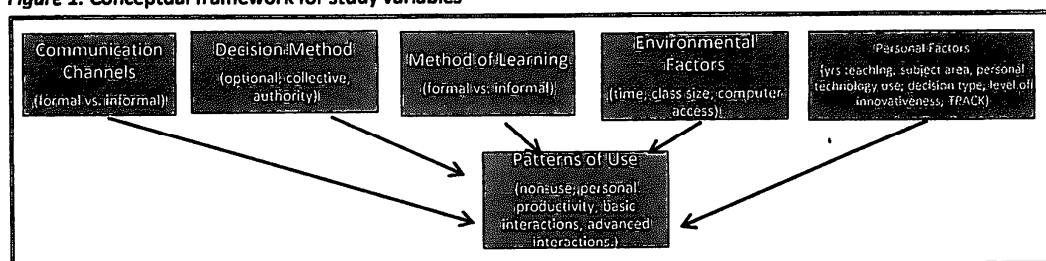 Figure 1. Conceptual framework for study variables
Communication
Channels
(formal vs. informal)
Decision Method
(optional, collective,
authority)
Method of Learning
(formal vs. informal)
Environmental
Factors
(time, class size, computer
access)
Personal Factors
(yrs teaching, subject area, personal
technology use, decision type, level of
innovativeness, TPACK)
Patterns of Use
(non-use, personal
productivity, basic
interactions, advanced
interactions.)